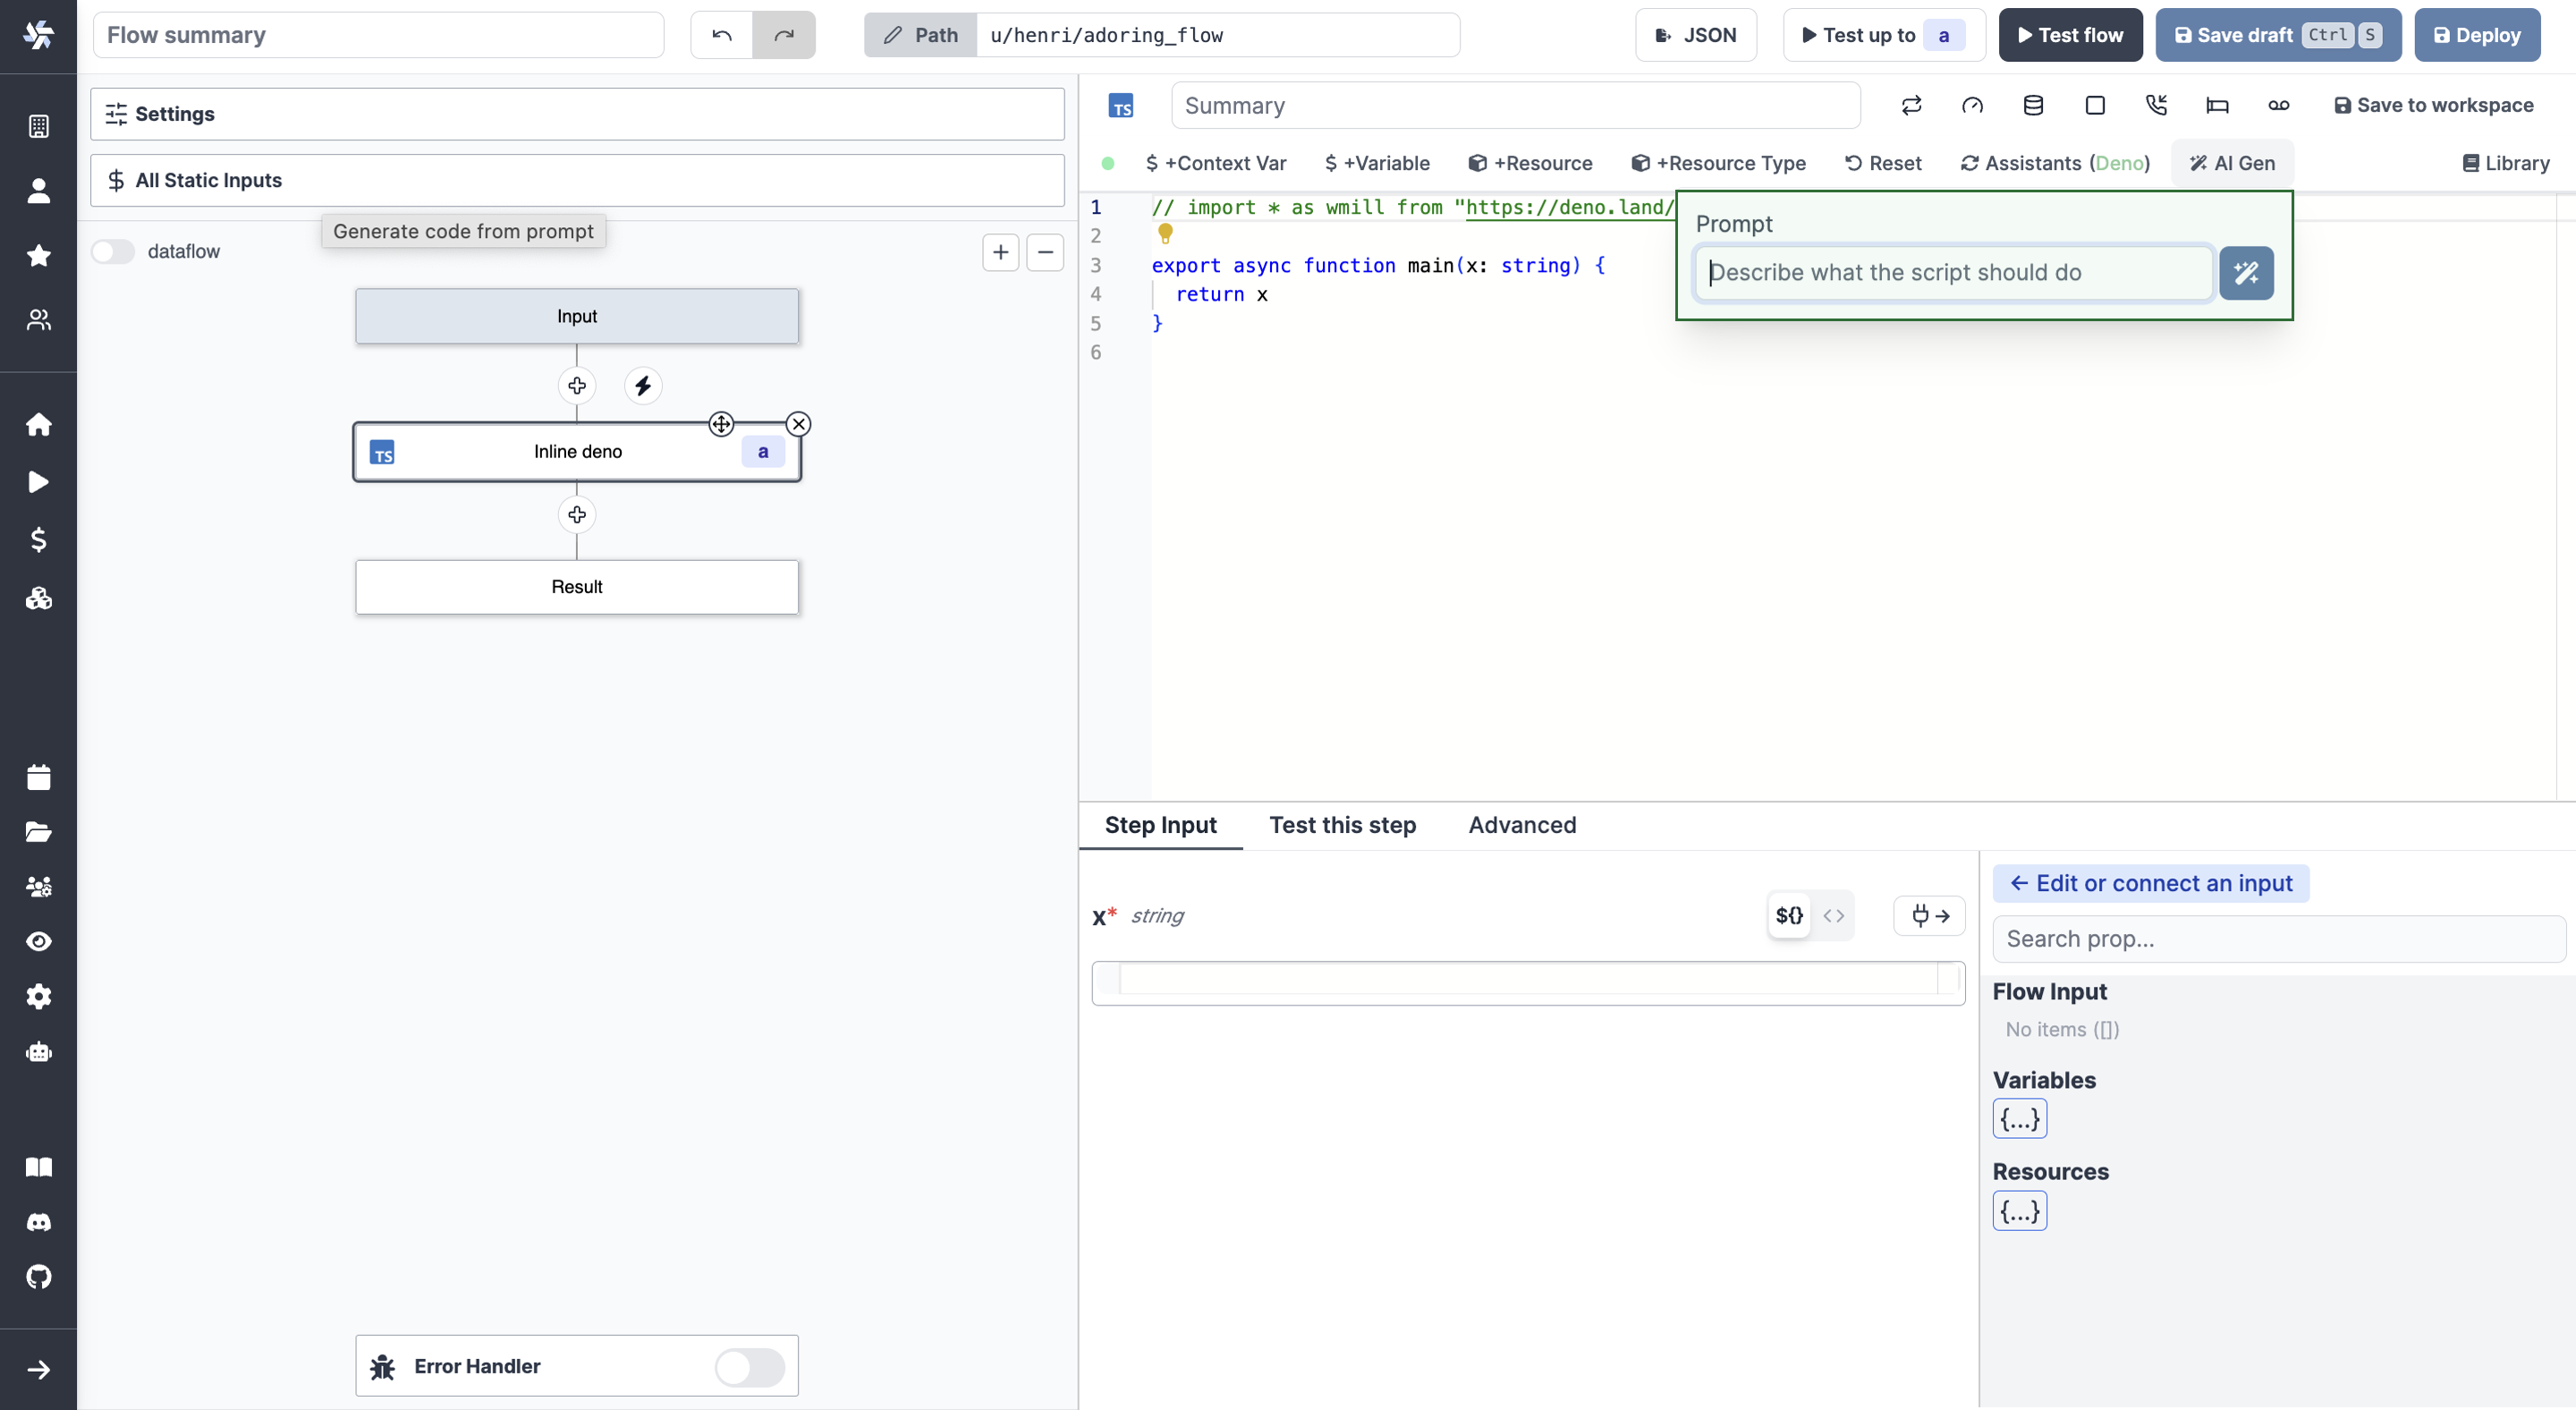 Flow summary
Path
u/henri/adoring_flow
JSON
Test up to a
Test flow
Save draft Ctrl S
Deploy
Settings
All Static Inputs
Generate code from prompt
dataflow
Input
TS Inline deno a
Result
Error Handler
TS
Summary
Save to workspace
+Context Var
+Variable
+Resource
+Resource Type
Reset
Assistants (Deno)
AI Gen
Library
1 // import * as wmill from "https://deno.land/
2
3 export async function main(x: string) {
4 return x
5 }
6
Prompt
Describe what the script should do
Step Input
Test this step
Advanced
x* string
${}
<>
Edit or connect an input
Search prop...
Flow Input
No items ([])
Variables
{...}
Resources
{...}